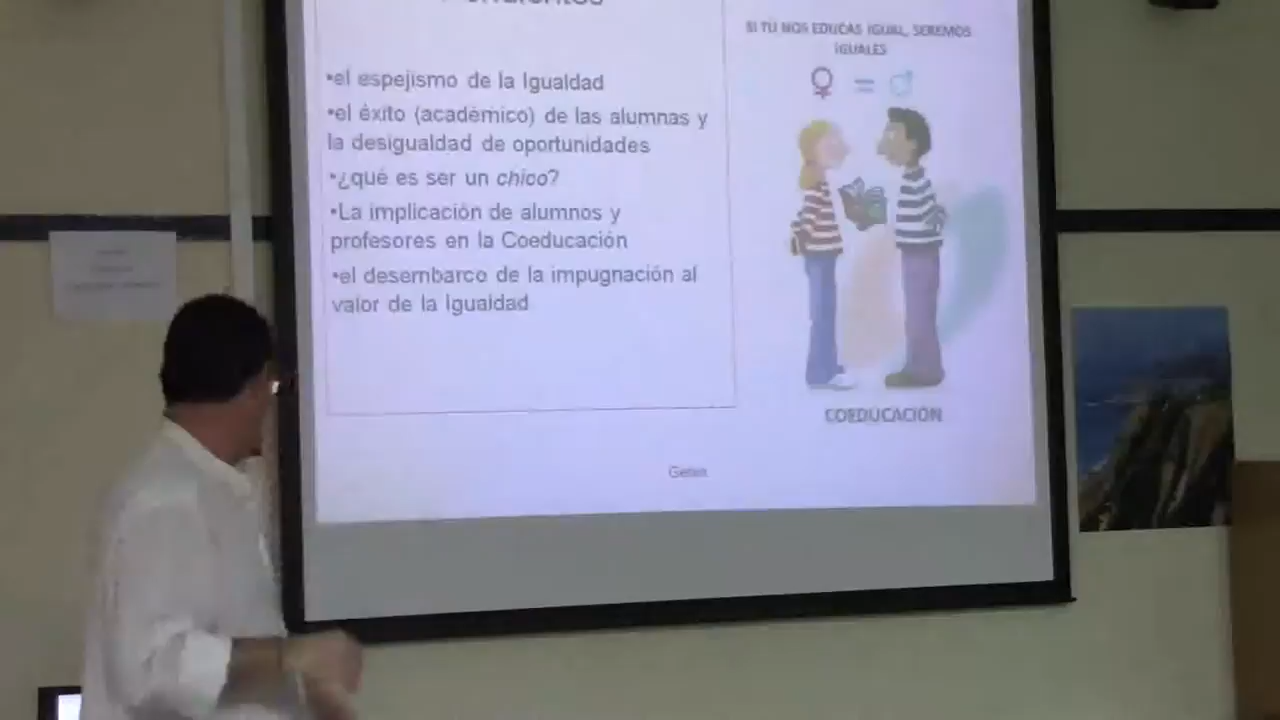 •el espejismo de la Igualdad
•el éxito (académico) de las alumnas y
la desigualdad de oportunidades
•¿qué es ser un chico?
•La implicación de alumnos y
profesores en la Coeducación
•el desembarco de la impugnación al
valor de la Igualdad
SI TÚ NOS EDUCAS IGUAL, SEREMOS
IGUALES
♀ = ♂
COEDUCACIÓN